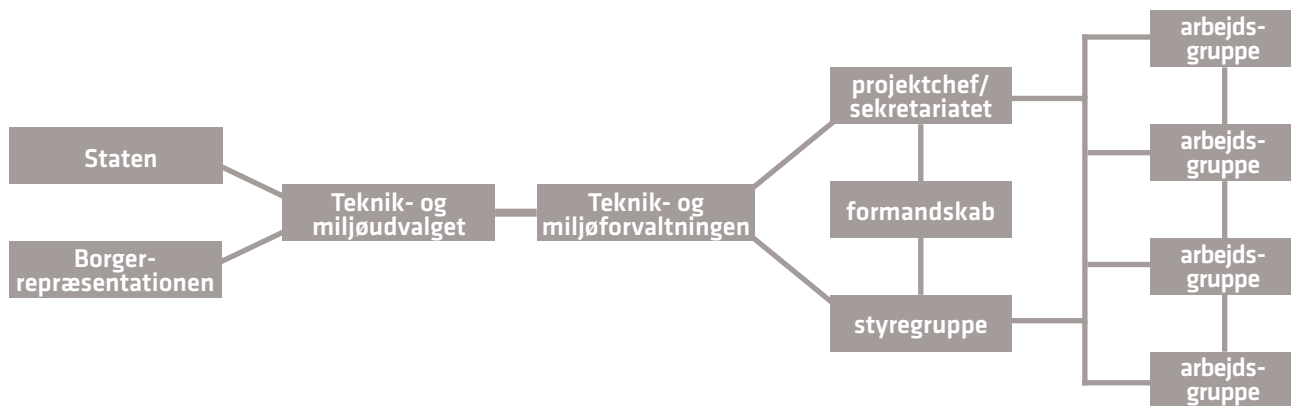 Staten
Borger-
repræsentationen
Teknik- og
miljøudvalget
Teknik- og
miljøforvaltningen
projektchef/
sekretariatet
formandskab
styregruppe
arbejds-
gruppe
arbejds-
gruppe
arbejds-
gruppe
arbejds-
gruppe